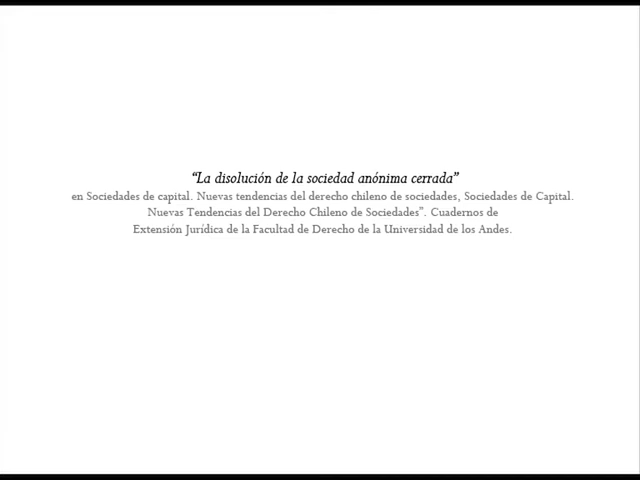 “La disolución de la sociedad anónima cerrada”
en Sociedades de capital. Nuevas tendencias del derecho chileno de sociedades, Sociedades de Capital.
Nuevas Tendencias del Derecho Chileno de Sociedades”. Cuadernos de
Extensión Jurídica de la Facultad de Derecho de la Universidad de los Andes.